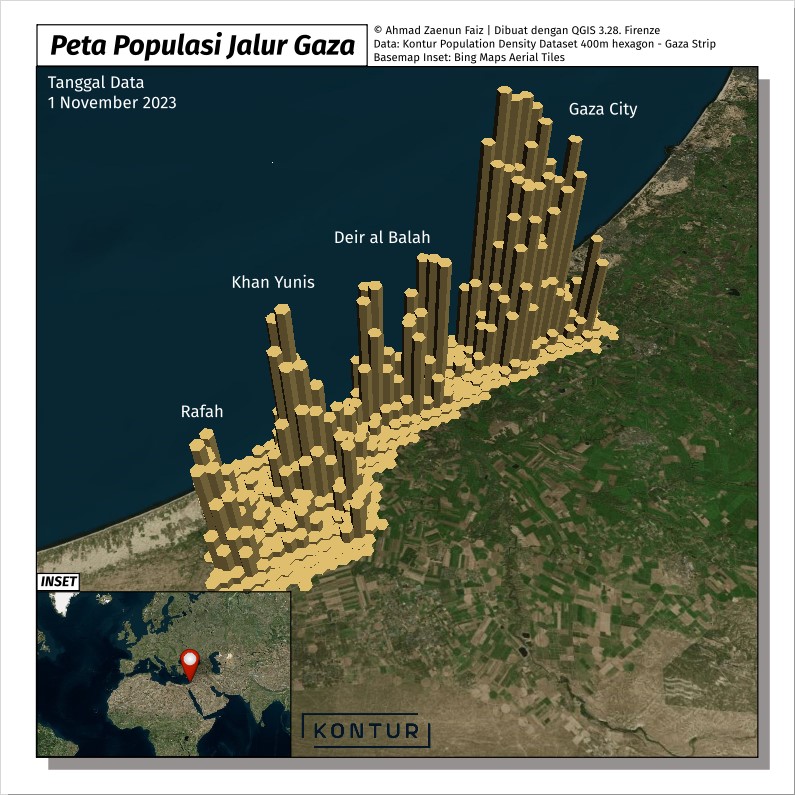 Peta Populasi Jalur Gaza
© Ahmad Zaenun Faiz | Dibuat dengan QGIS 3.28. Firenze
Data: Kontur Population Density Dataset 400m hexagon - Gaza Strip
Basemap Inset: Bing Maps Aerial Tiles
Tanggal Data
1 November 2023
Gaza City
Deir al Balah
Khan Yunis
Rafah
INSET
KONTUR